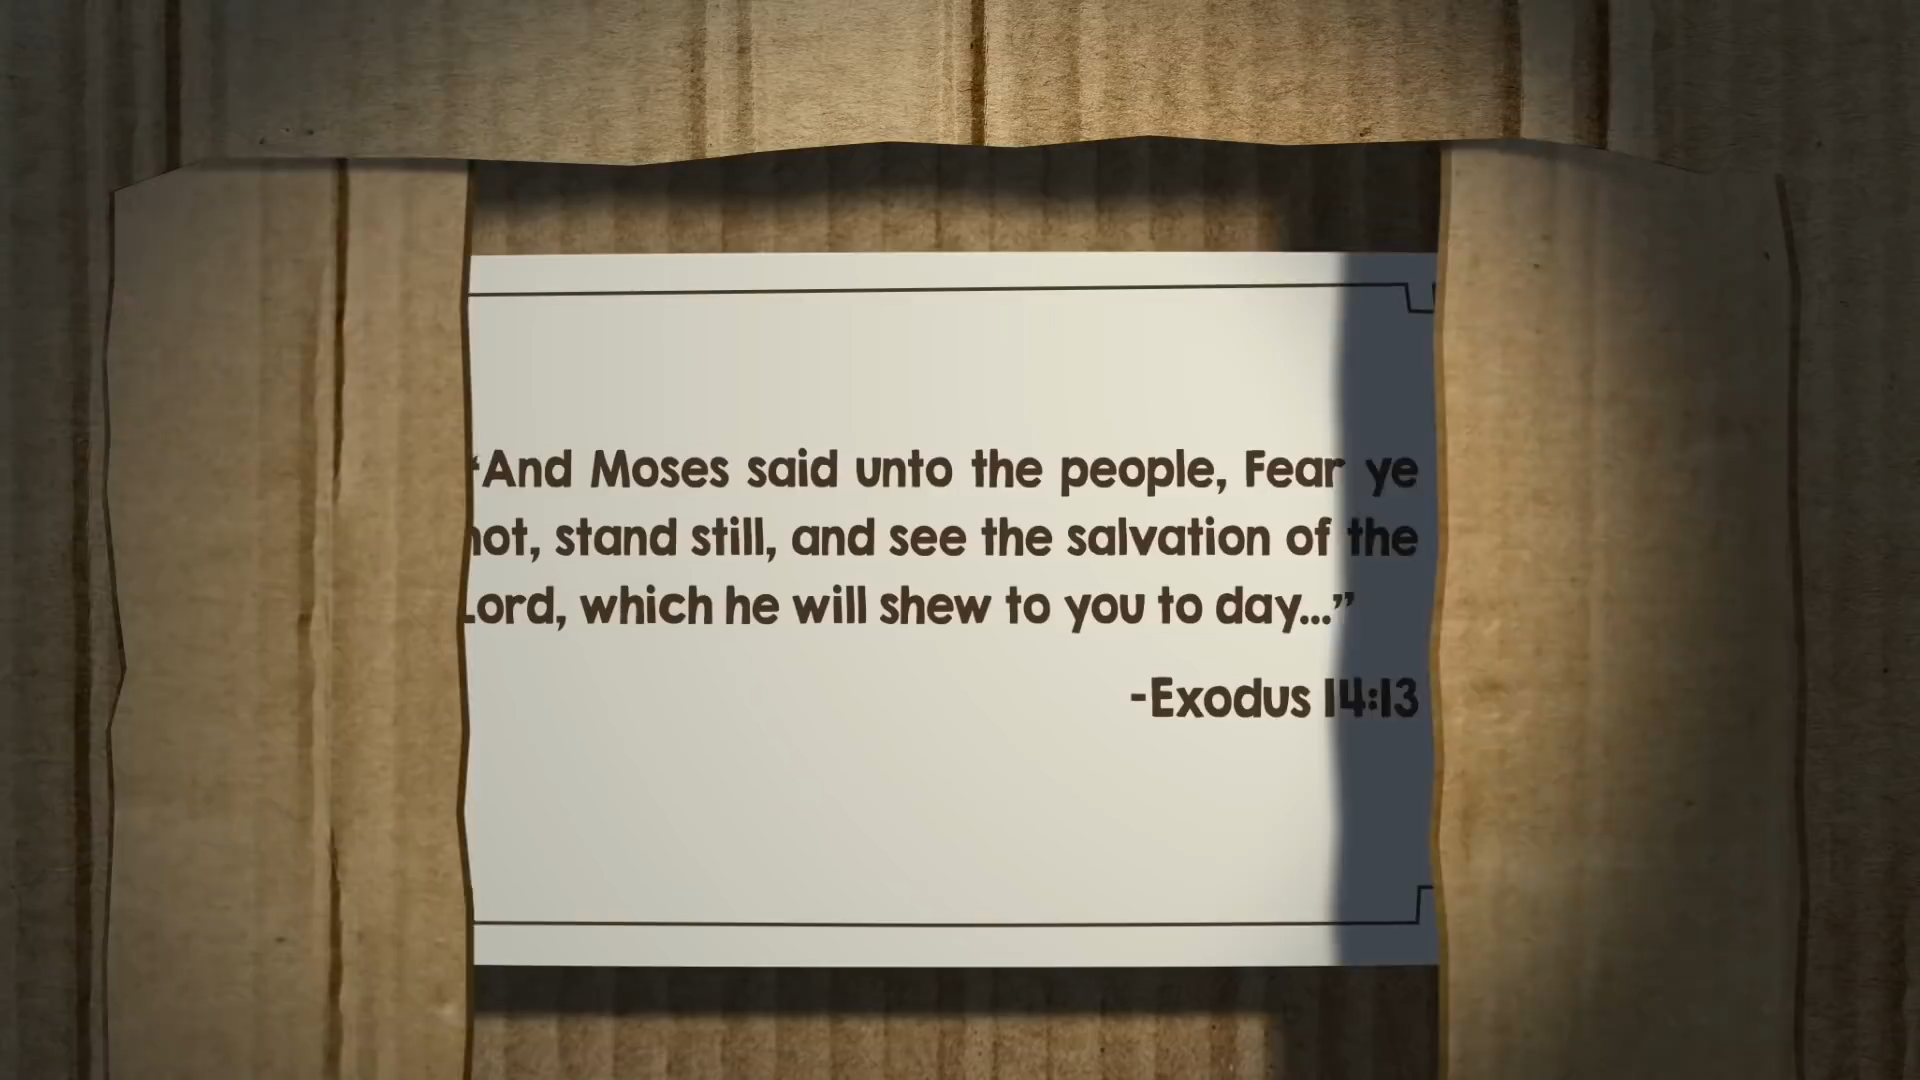 “And Moses said unto the people, Fear ye
not, stand still, and see the salvation of the
Lord, which he will shew to you to day...”
-Exodus 14:13